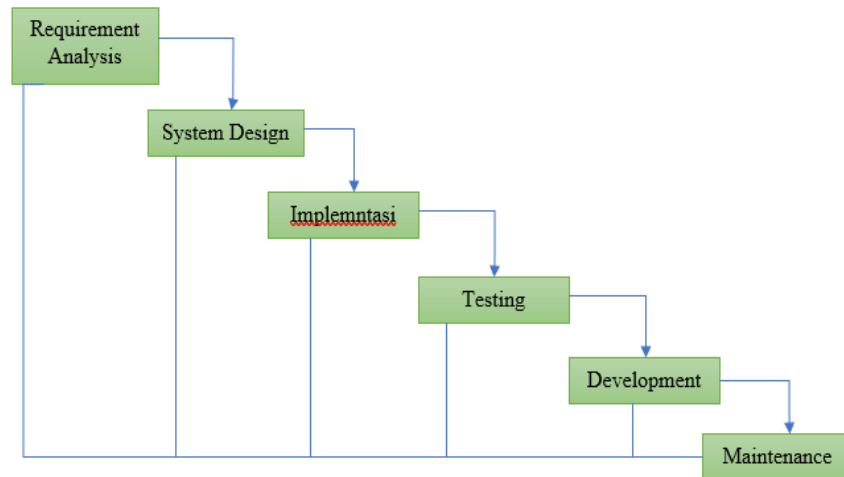 Requirement
Analysis
System Design
Implemntasi
Testing
Development
Maintenance